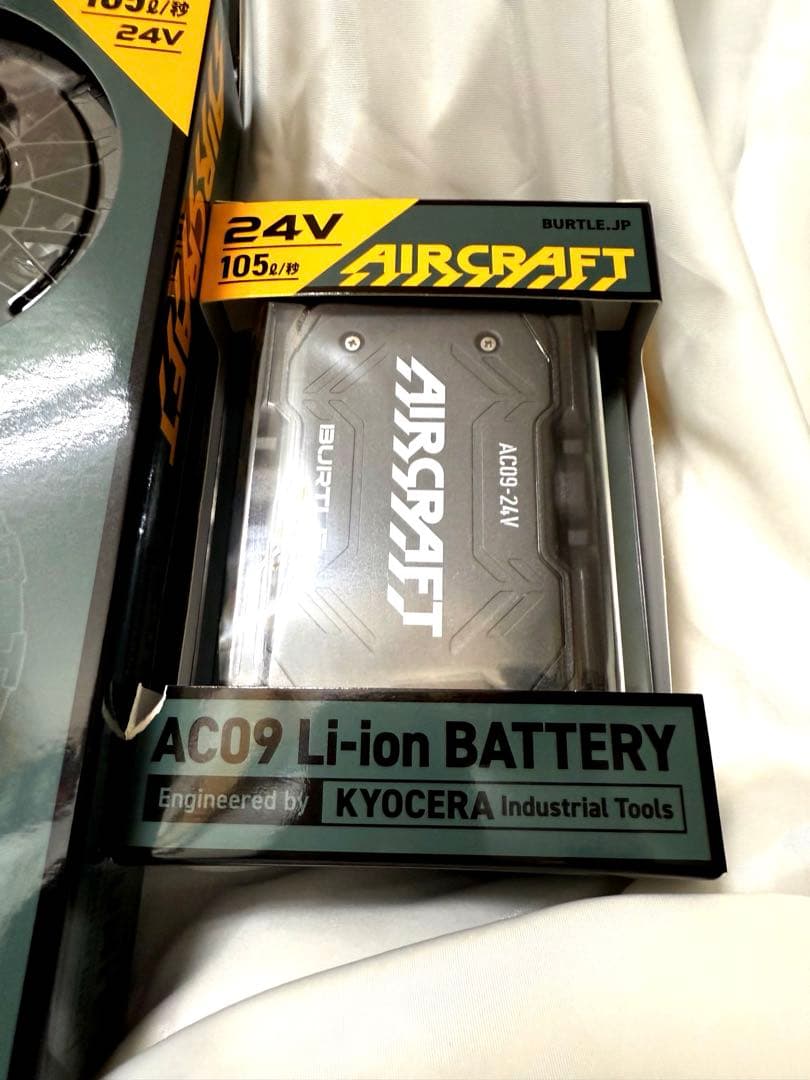 105ℓ/秒
24V
AIRCRAFT
24V
105ℓ/秒
BURTLE.JP
AIRCRAFT
AIRCRAFT
BURTLE
AC09-24V
AC09 Li-ion BATTERY
Engineered by KYOCERA Industrial Tools